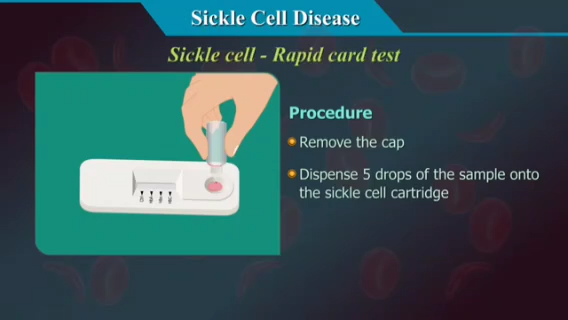 Sickle Cell Disease
Sickle cell - Rapid card test
Procedure
Remove the cap
Dispense 5 drops of the sample onto
the sickle cell cartridge